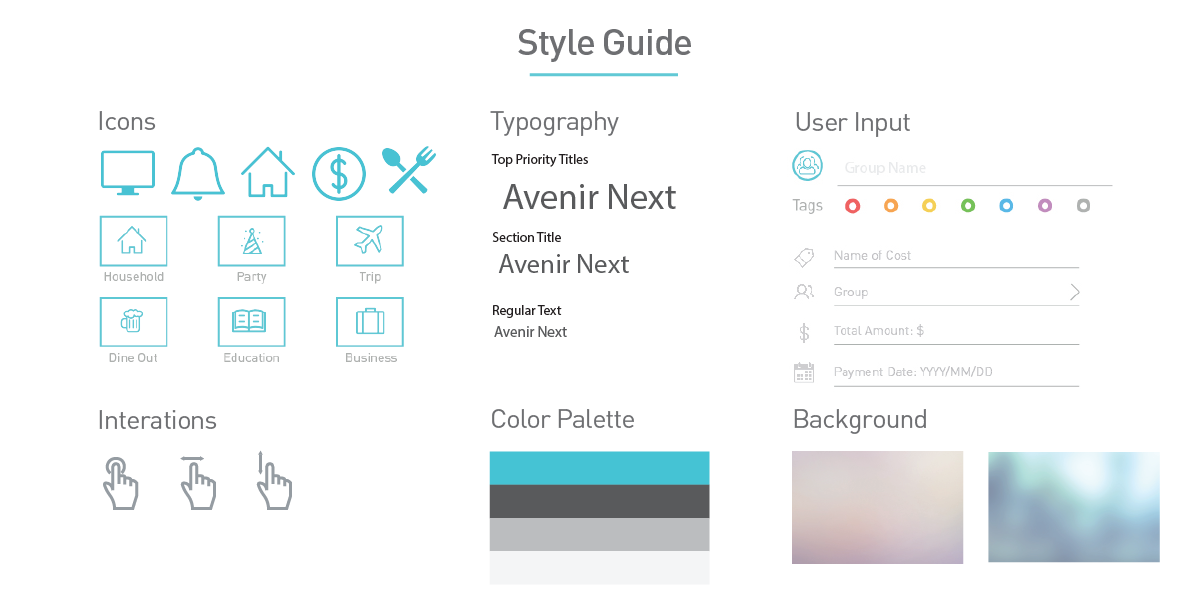 Style Guide
Icons
Household
Party
Trip
Dine Out
Education
Business
Typography
Top Priority Titles
Avenir Next
Section Title
Avenir Next
Regular Text
Avenir Next
User Input
Group Name
Tags
Name of Cost
Group
Total Amount: $
Payment Date: YYYY/MM/DD
Interations
Color Palette
Background